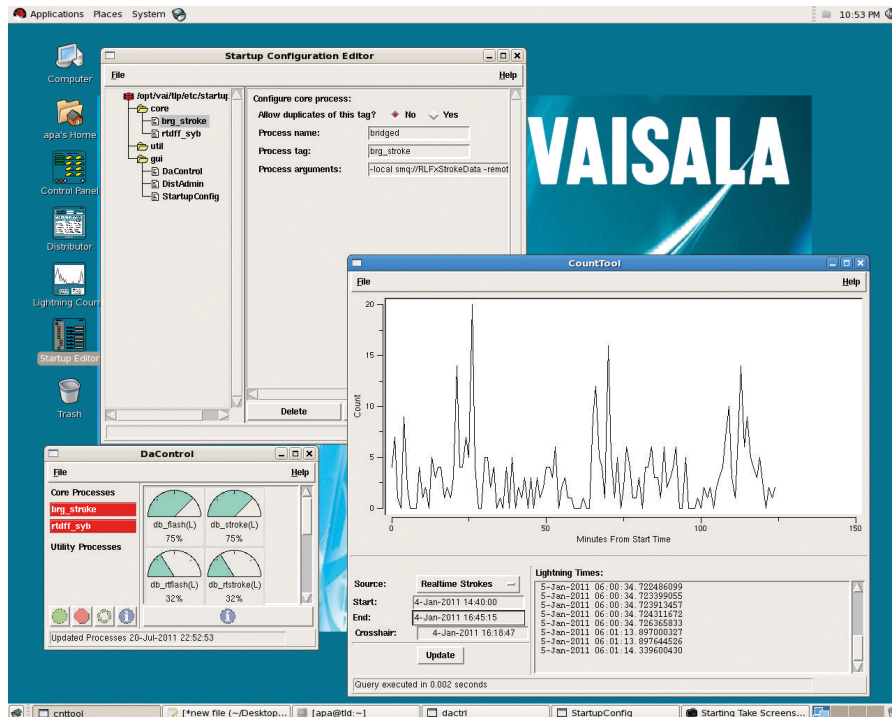 Applications Places System
10:53 PM
Computer
apa's Home
Control Panel
Distributor
Lightning Coun
Startup Editor
Trash
Startup Configuration Editor
File
Help
/opt/vai/tlp/etc/startup
core
brg_stroke
rtdff_syb
util
gui
DaControl
DistAdmin
StartupConfig
Configure core process:
Allow duplicates of this tag? No Yes
Process name: bridged
Process tag: brg_stroke
Process arguments: -local smq://RLFxStrokeData -remot
Delete
VAISALA
CountTool
File
Help
20
15
10
5
0
Count
0
50
100
150
Minutes From Start Time
Source: Realtime Strokes
Start: 4-Jan-2011 14:40:00
End: 4-Jan-2011 16:45:15
Crosshair: 4-Jan-2011 16:18:47
Update
Lightning Times:
5-Jan-2011 06:00:34.722486099
5-Jan-2011 06:00:34.723399055
5-Jan-2011 06:00:34.723913457
5-Jan-2011 06:00:34.724311672
5-Jan-2011 06:00:34.726365833
5-Jan-2011 06:01:13.897000327
5-Jan-2011 06:01:13.897644526
5-Jan-2011 06:01:14.339600430
Query executed in 0.002 seconds
DaControl
File
Help
Core Processes
brg_stroke
rtdff_syb
Utility Processes
db_flash(L)
75%
db_stroke(L)
75%
db_rtflash(L)
32%
db_rtstroke(L)
32%
Updated Processes 20-Jul-2011 22:52:53
cnttool
[*new file (~/Desktop...
[apa@tld:~]
dactrl
StartupConfig
Starting Take Screens...